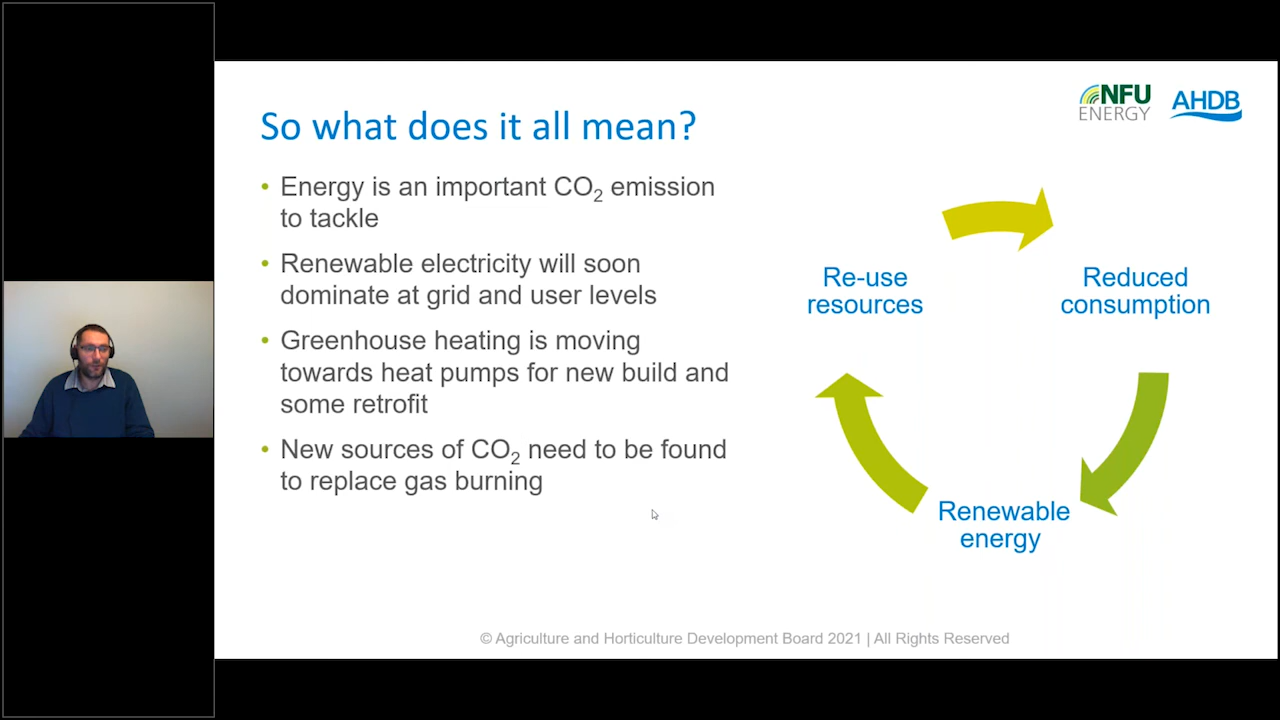 NFU
ENERGY
AHDB
So what does it all mean?
• Energy is an important CO₂ emission
to tackle
• Renewable electricity will soon
dominate at grid and user levels
• Greenhouse heating is moving
towards heat pumps for new build and
some retrofit
• New sources of CO₂ need to be found
to replace gas burning
Re-use
resources
Reduced
consumption
Renewable
energy
© Agriculture and Horticulture Development Board 2021 | All Rights Reserved